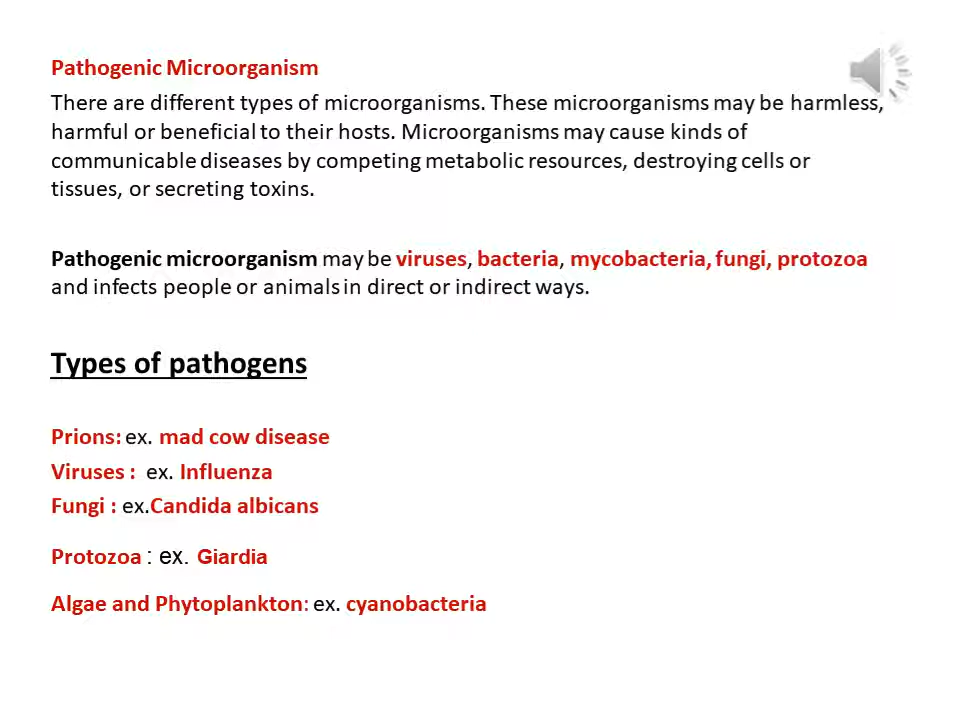 Pathogenic Microorganism
There are different types of microorganisms. These microorganisms may be harmless,
harmful or beneficial to their hosts. Microorganisms may cause kinds of
communicable diseases by competing metabolic resources, destroying cells or
tissues, or secreting toxins.
Pathogenic microorganism may be viruses, bacteria, mycobacteria, fungi, protozoa
and infects people or animals in direct or indirect ways.
Types of pathogens
Prions: ex. mad cow disease
Viruses :  ex. Influenza
Fungi : ex.Candida albicans
Protozoa : ex. Giardia
Algae and Phytoplankton: ex. cyanobacteria